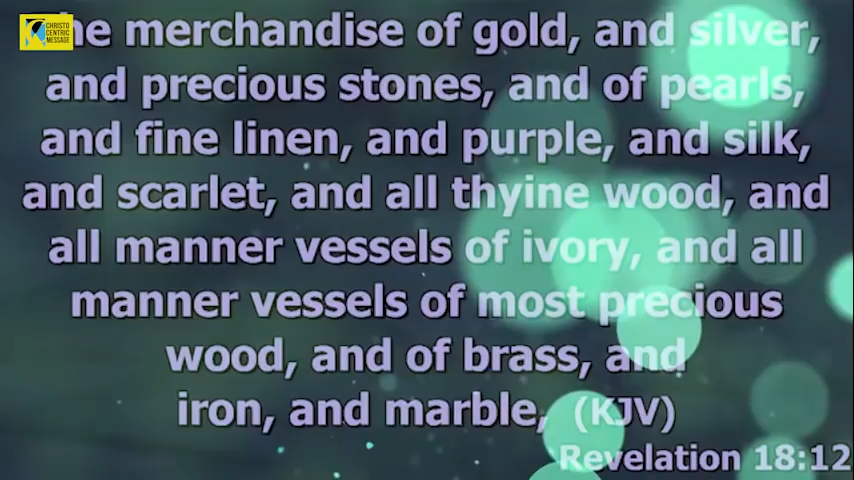 CHRISTO
CENTRIC
MESSAGE
he merchandise of gold, and silver,
and precious stones, and of pearls,
and fine linen, and purple, and silk,
and scarlet, and all thyine wood, and
all manner vessels of ivory, and all
manner vessels of most precious
wood, and of brass, and
iron, and marble, (KJV)
Revelation 18:12